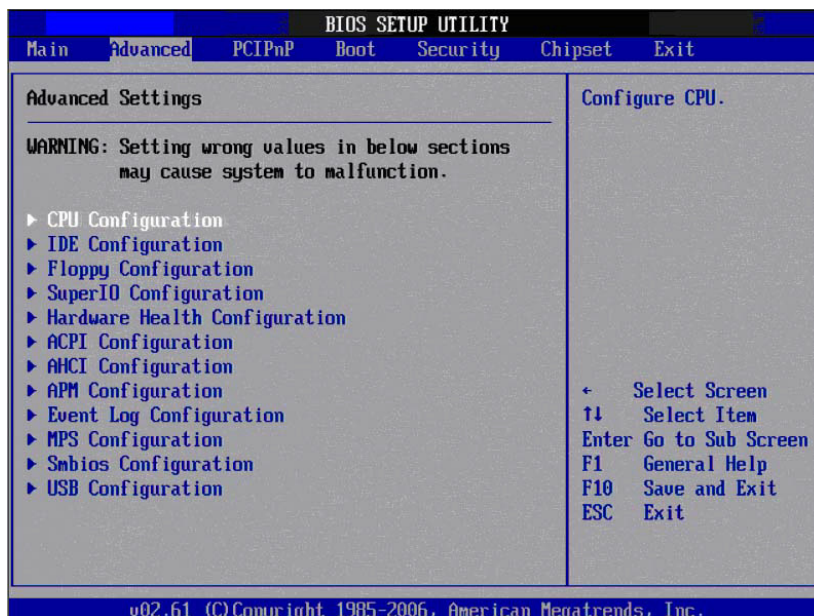 BIOS SETUP UTILITY
Main Advanced PCIPnP Boot Security Chipset Exit
Advanced Settings
WARNING: Setting wrong values in below sections
may cause system to malfunction.
▶ CPU Configuration
▶ IDE Configuration
▶ Floppy Configuration
▶ SuperIO Configuration
▶ Hardware Health Configuration
▶ ACPI Configuration
▶ AHCI Configuration
▶ APM Configuration
▶ Event Log Configuration
▶ MPS Configuration
▶ Smbios Configuration
▶ USB Configuration
Configure CPU.
← Select Screen
↑↓ Select Item
Enter Go to Sub Screen
F1 General Help
F10 Save and Exit
ESC Exit
v02.61 (C)Copyright 1985-2006, American Megatrends, Inc.